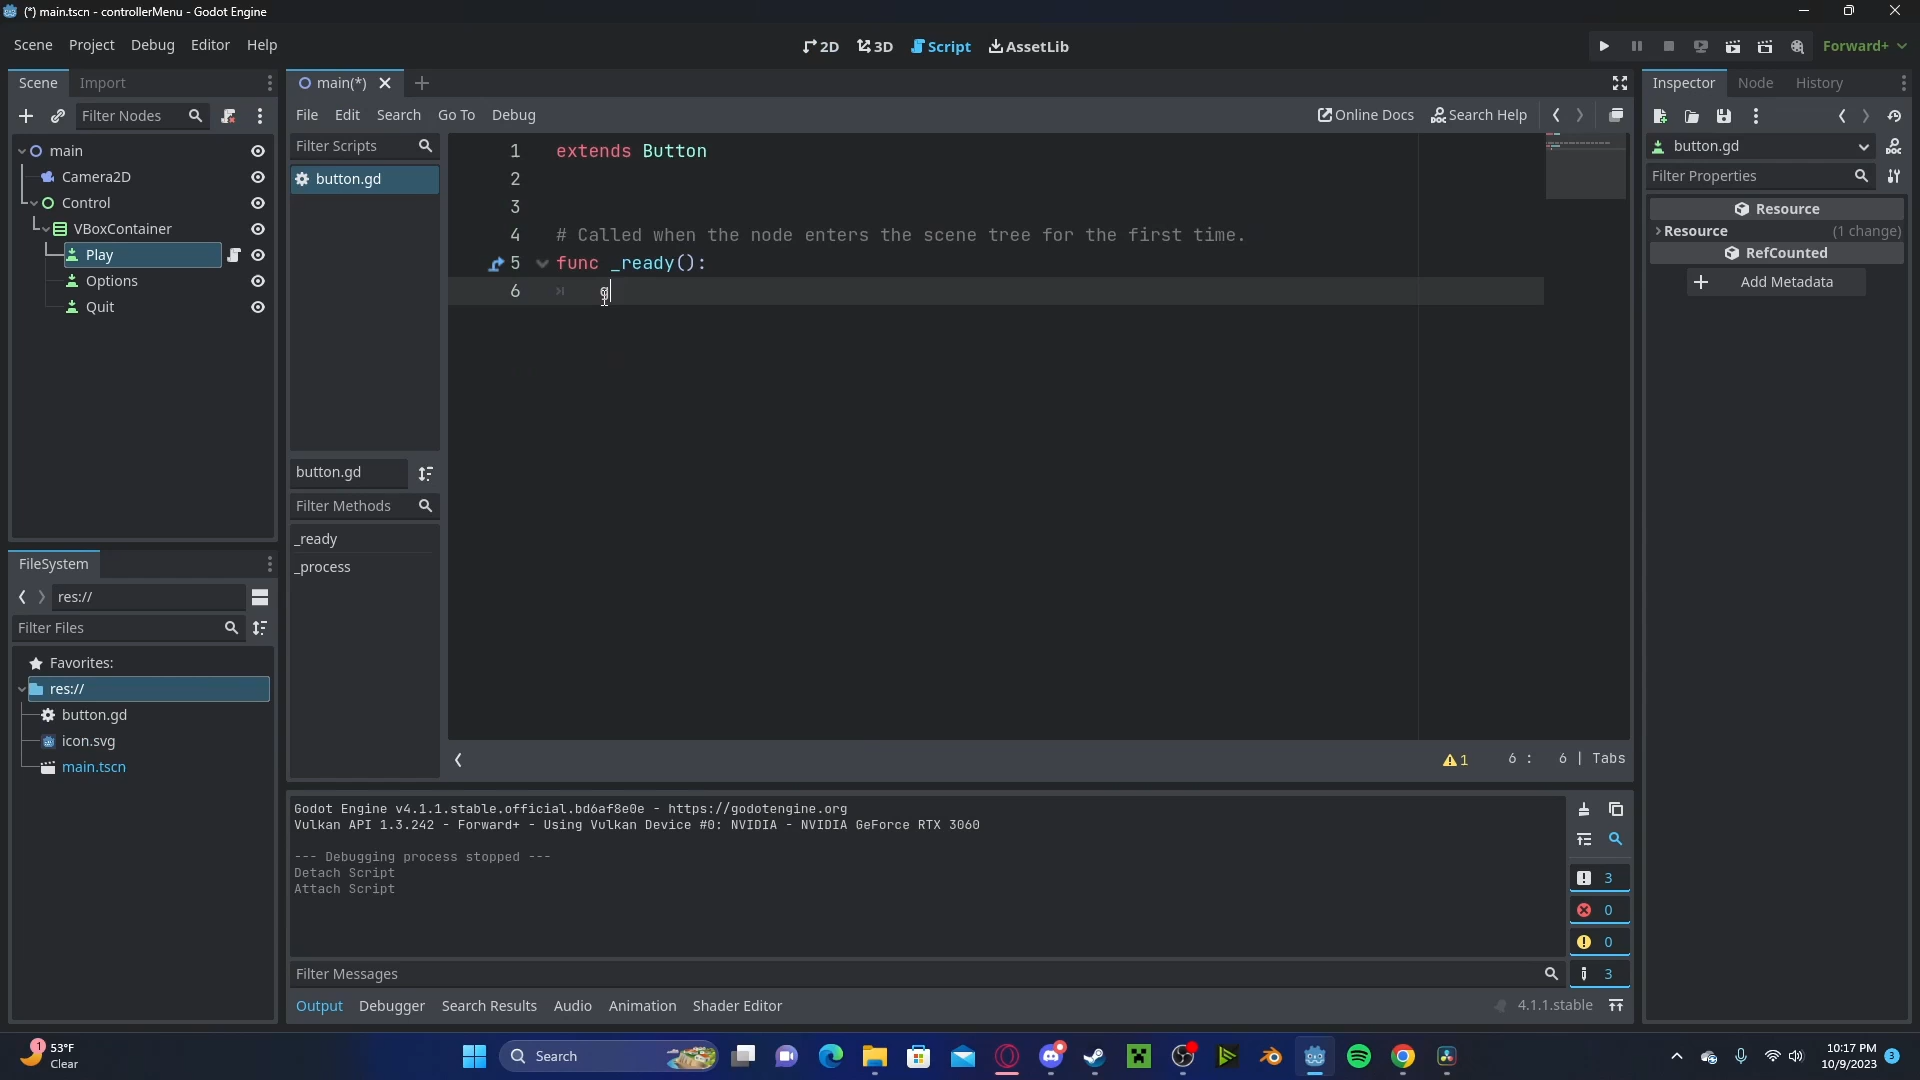 (*) main.tscn - controllerMenu - Godot Engine
Scene Project Debug Editor Help
2D 3D Script AssetLib
Forward+
Scene Import
Filter Nodes
main
Camera2D
Control
VBoxContainer
Play
Options
Quit
FileSystem
res://
Filter Files
Favorites:
res://
button.gd
icon.svg
main.tscn
main(*)
File Edit Search Go To Debug
Online Docs Search Help
Filter Scripts
button.gd
button.gd
Filter Methods
_ready
_process
1 extends Button
2
3
4 # Called when the node enters the scene tree for the first time.
5 func _ready():
6
1 6 : 6 | Tabs
Godot Engine v4.1.1.stable.official.bd6af8e0e - https://godotengine.org
Vulkan API 1.3.242 - Forward+ - Using Vulkan Device #0: NVIDIA - NVIDIA GeForce RTX 3060
--- Debugging process stopped ---
Detach Script
Attach Script
3
0
0
3
Filter Messages
Output Debugger Search Results Audio Animation Shader Editor
4.1.1.stable
Inspector Node History
button.gd
Filter Properties
Resource
Resource (1 change)
RefCounted
Add Metadata
1
53°F
Clear
Search
10:17 PM
10/9/2023
3